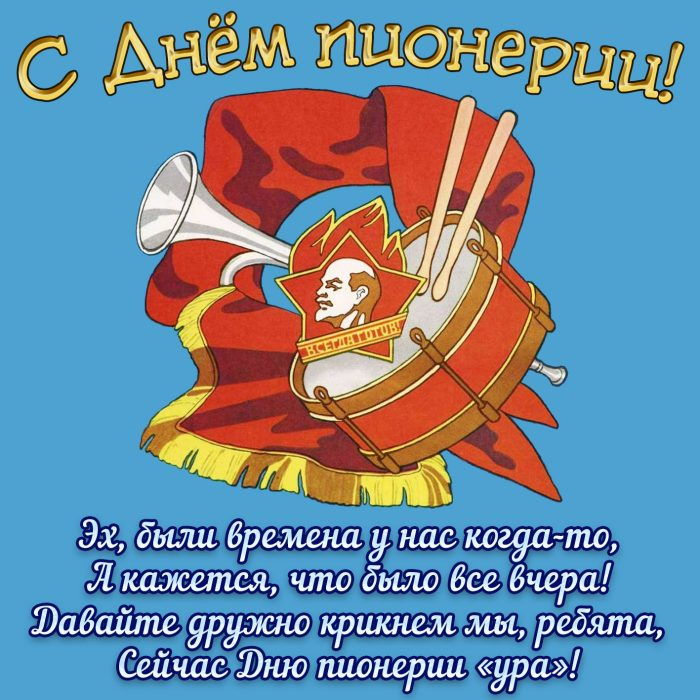 С Днём пионерии!
ВСЕГДА ГОТОВ!
Эх, были времена у нас когда-то,
А кажется, что было все вчера!
Давайте дружно крикнем мы, ребята,
Сейчас Дню пионерии «ура»!